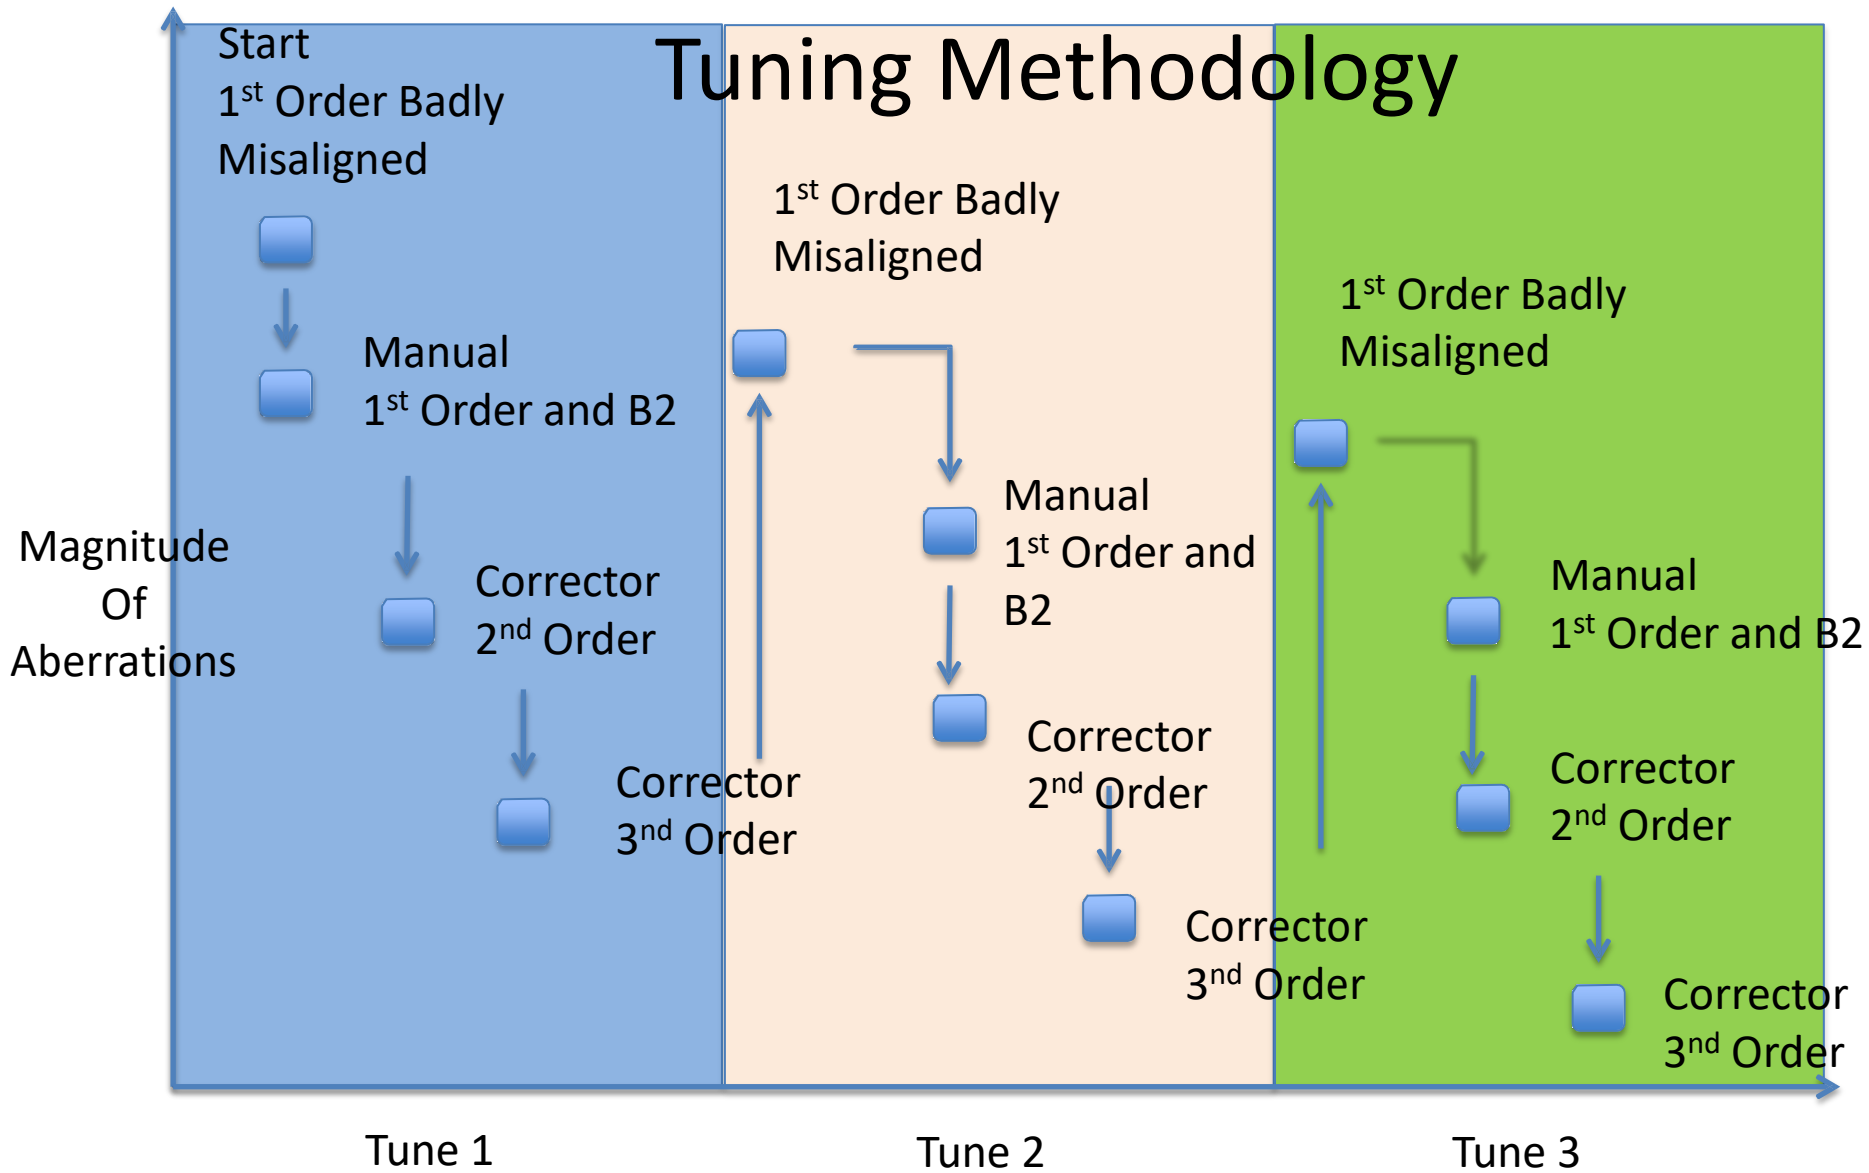 Tuning Methodology
Start
1st Order Badly
Misaligned
Manual
1st Order and B2
Corrector
2nd Order
Corrector
3nd Order
1st Order Badly
Misaligned
Manual
1st Order and
B2
Corrector
2nd Order
Corrector
3nd Order
1st Order Badly
Misaligned
Manual
1st Order and B2
Corrector
2nd Order
Corrector
3nd Order
Magnitude
Of
Aberrations
Tune 1
Tune 2
Tune 3